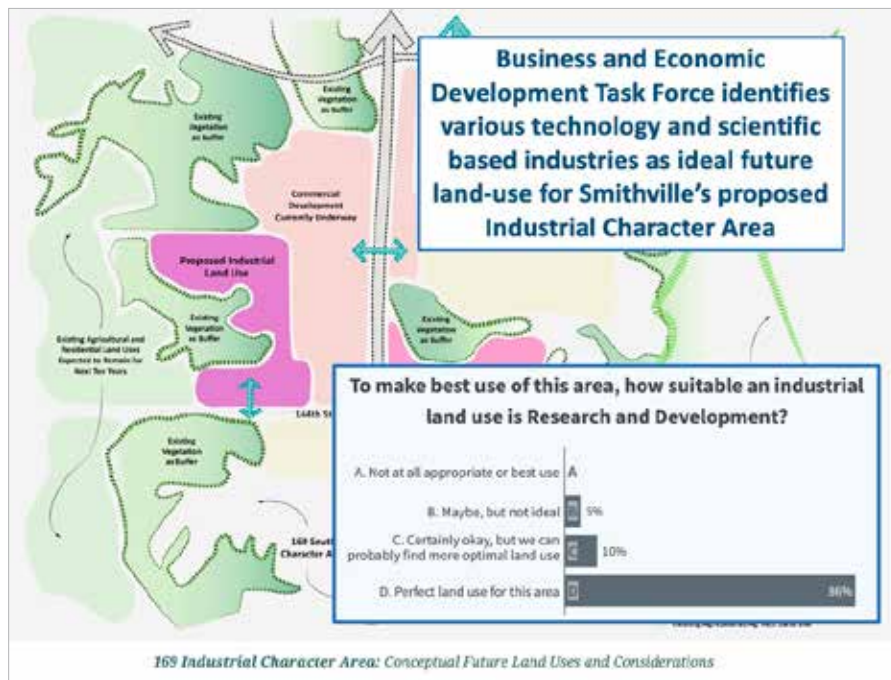 Business and Economic
Development Task Force identifies
various technology and scientific
based industries as ideal future
land-use for Smithville's proposed
Industrial Character Area
Existing
Vegetation
as Buffer
Existing
Vegetation
as Buffer
Commercial
Development
Currently Underway
Proposed Industrial
Land Use
Existing
Vegetation
as Buffer
Existing
Vegetation
as Buffer
Existing Agricultural and
Residential Land Uses
Expected to Remain for
Next Ten Years
144th St
Existing
Vegetation
as Buffer
169 South
Character A
To make best use of this area, how suitable an industrial
land use is Research and Development?
A. Not at all appropriate or best use A
B. Maybe, but not ideal 5%
C. Certainly okay, but we can
probably find more optimal land use C 10%
D. Perfect land use for this area D 86%
169 Industrial Character Area: Conceptual Future Land Uses and Considerations